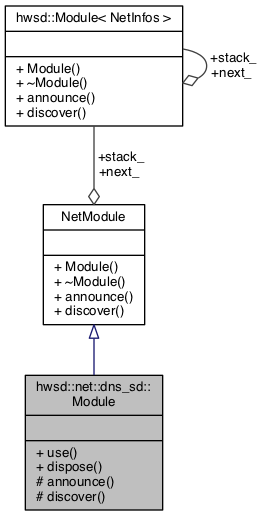 hwsd::Module< NetInfos >
+ Module()
+ ~Module()
+ announce()
+ discover()
+stack_
+next_
+stack_
+next_
NetModule
+ Module()
+ ~Module()
+ announce()
+ discover()
hwsd::net::dns_sd::
Module
+ use()
+ dispose()
# announce()
# discover()